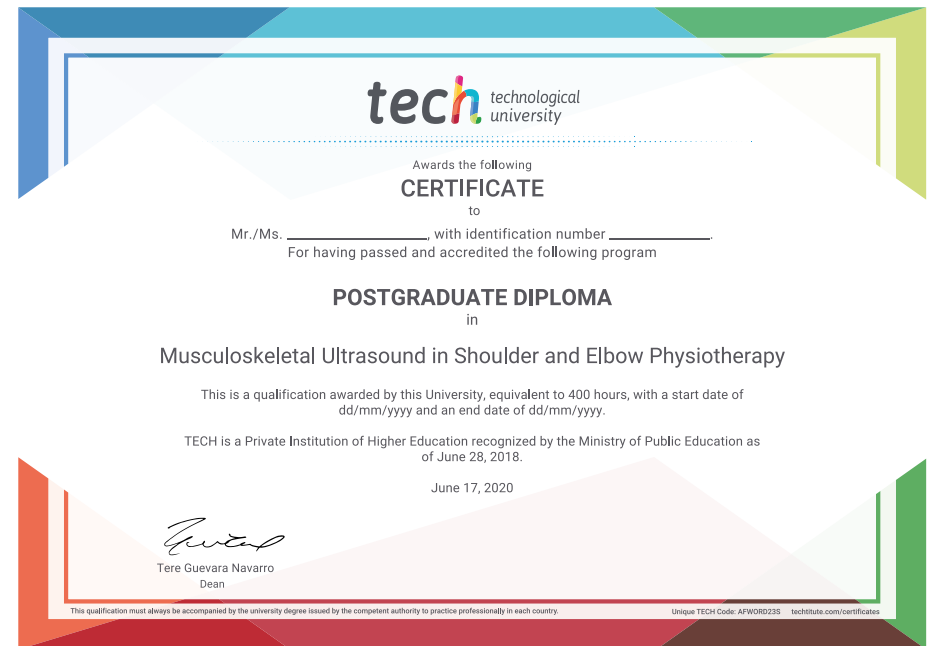 tech technological
university
Awards the following
CERTIFICATE
to
Mr./Ms. ____________________, with identification number ______________.
For having passed and accredited the following program
POSTGRADUATE DIPLOMA
in
Musculoskeletal Ultrasound in Shoulder and Elbow Physiotherapy
This is a qualification awarded by this University, equivalent to 400 hours, with a start date of
dd/mm/yyyy and an end date of dd/mm/yyyy.
TECH is a Private Institution of Higher Education recognized by the Ministry of Public Education as
of June 28, 2018.
June 17, 2020
Tere Guevara Navarro
Dean
This qualification must always be accompanied by the university degree issued by the competent authority to practice professionally in each country. Unique TECH Code: AFWORD23S techtitute.com/certificates